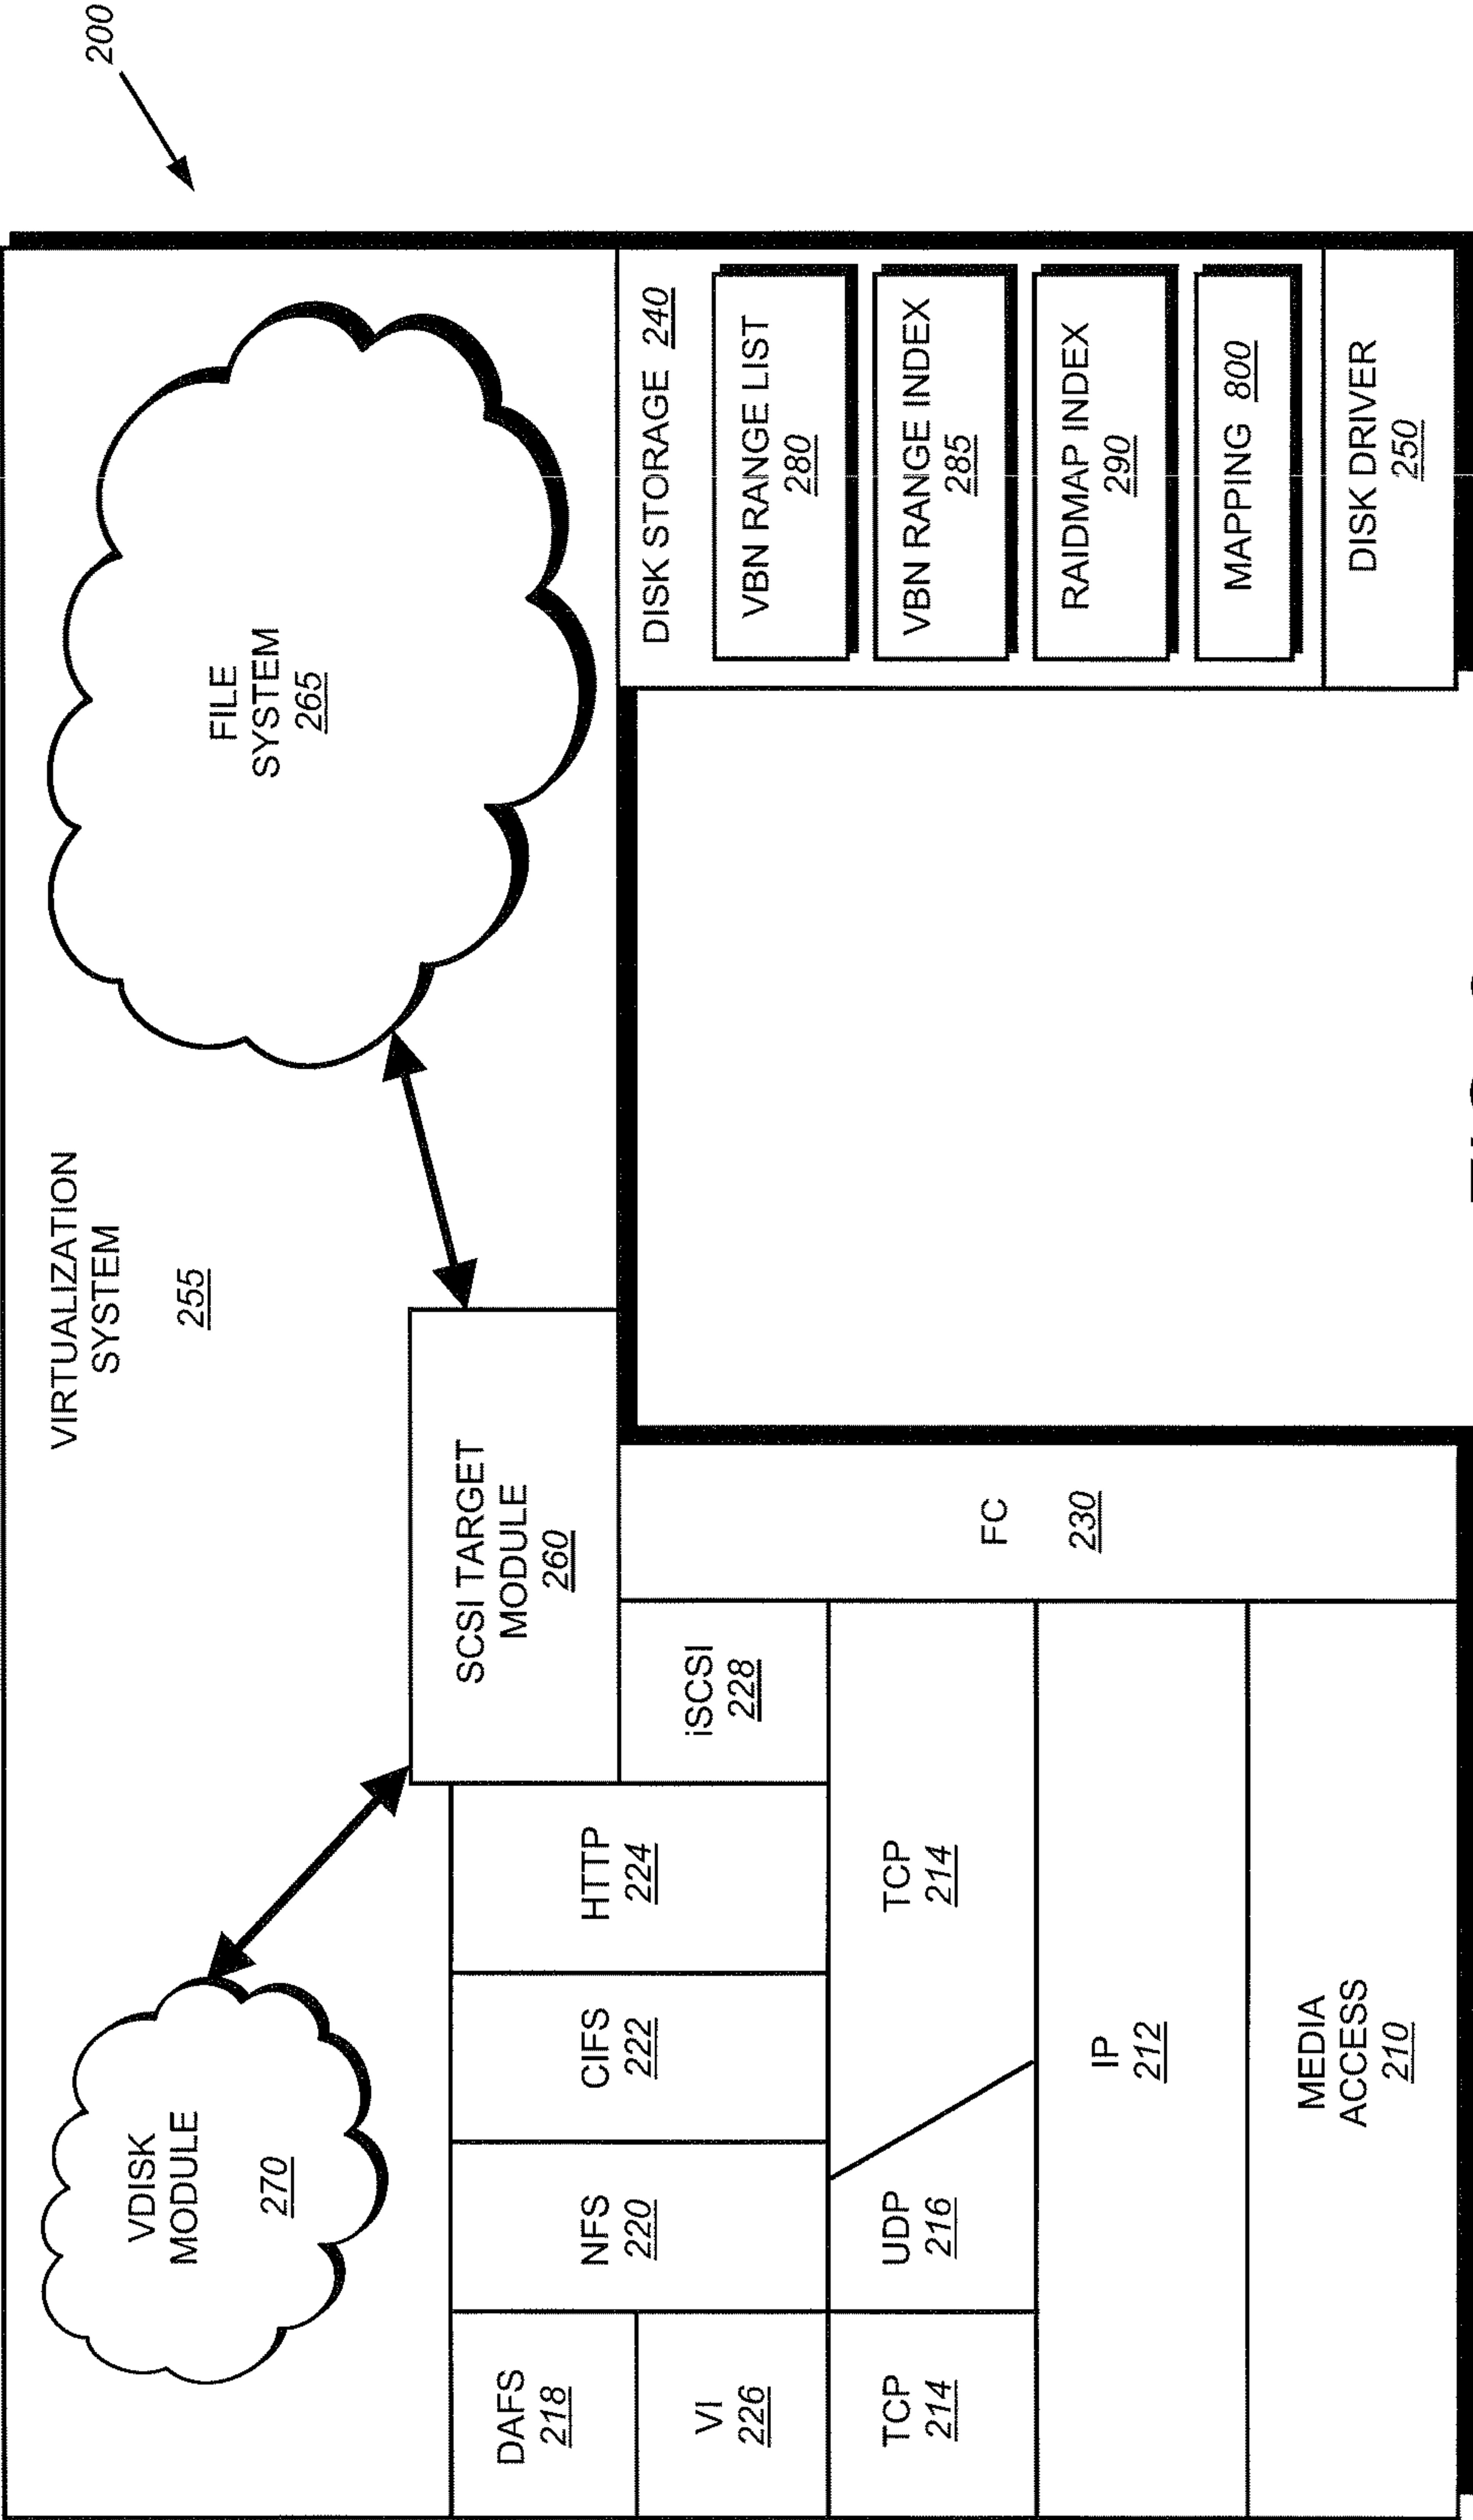 200
VIRTUALIZATION
SYSTEM
255
VDISK
MODULE
270
FILE
SYSTEM
265
SCSI TARGET
MODULE
260
DAFS
218
VI
226
NFS
220
CIFS
222
HTTP
224
iSCSI
228
TCP
214
UDP
216
TCP
214
IP
212
MEDIA
ACCESS
210
FC
230
DISK STORAGE 240
VBN RANGE LIST
280
VBN RANGE INDEX
285
RAIDMAP INDEX
290
MAPPING 800
DISK DRIVER
250